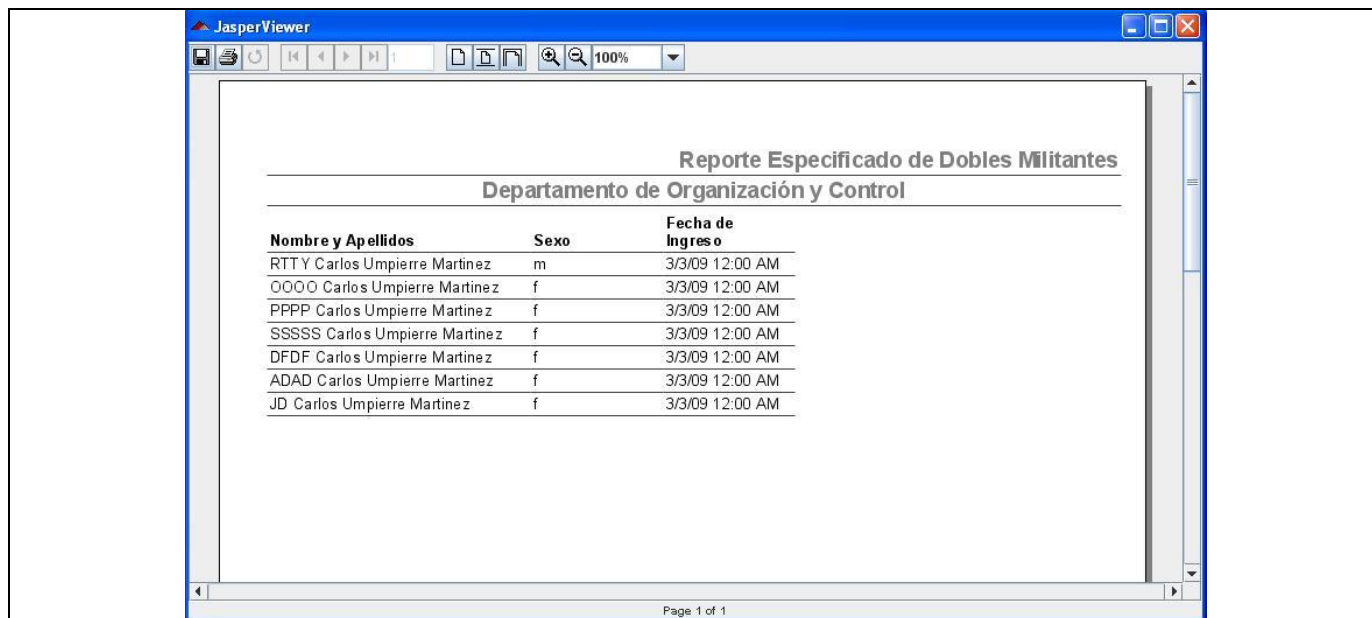 JasperViewer
1 100%
Reporte Especificado de Dobles Militantes
Departamento de Organización y Control
Nombre y Apellidos Sexo Fecha de Ingreso
RTTY Carlos Umpierre Martinez m 3/3/09 12:00 AM
OOOO Carlos Umpierre Martinez f 3/3/09 12:00 AM
PPPP Carlos Umpierre Martinez f 3/3/09 12:00 AM
SSSSS Carlos Umpierre Martinez f 3/3/09 12:00 AM
DFDF Carlos Umpierre Martinez f 3/3/09 12:00 AM
ADAD Carlos Umpierre Martinez f 3/3/09 12:00 AM
JD Carlos Umpierre Martinez f 3/3/09 12:00 AM
Page 1 of 1